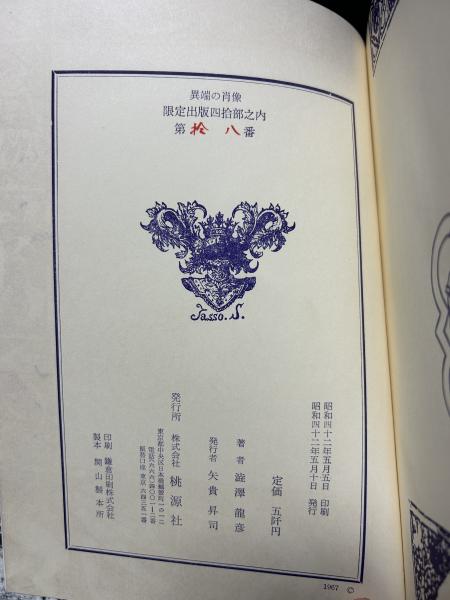 異端の肖像
限定出版四拾部之内
第拾八番
Tasso. S.
昭和四十二年五月五日 印刷
昭和四十二年五月十日 発行
定価 五阡円
著者 澁澤龍彦
発行者 矢貴昇司
発行所 株式会社 桃源社
印刷 鎌倉印刷株式会社
製本 関山製本所
1967 ©